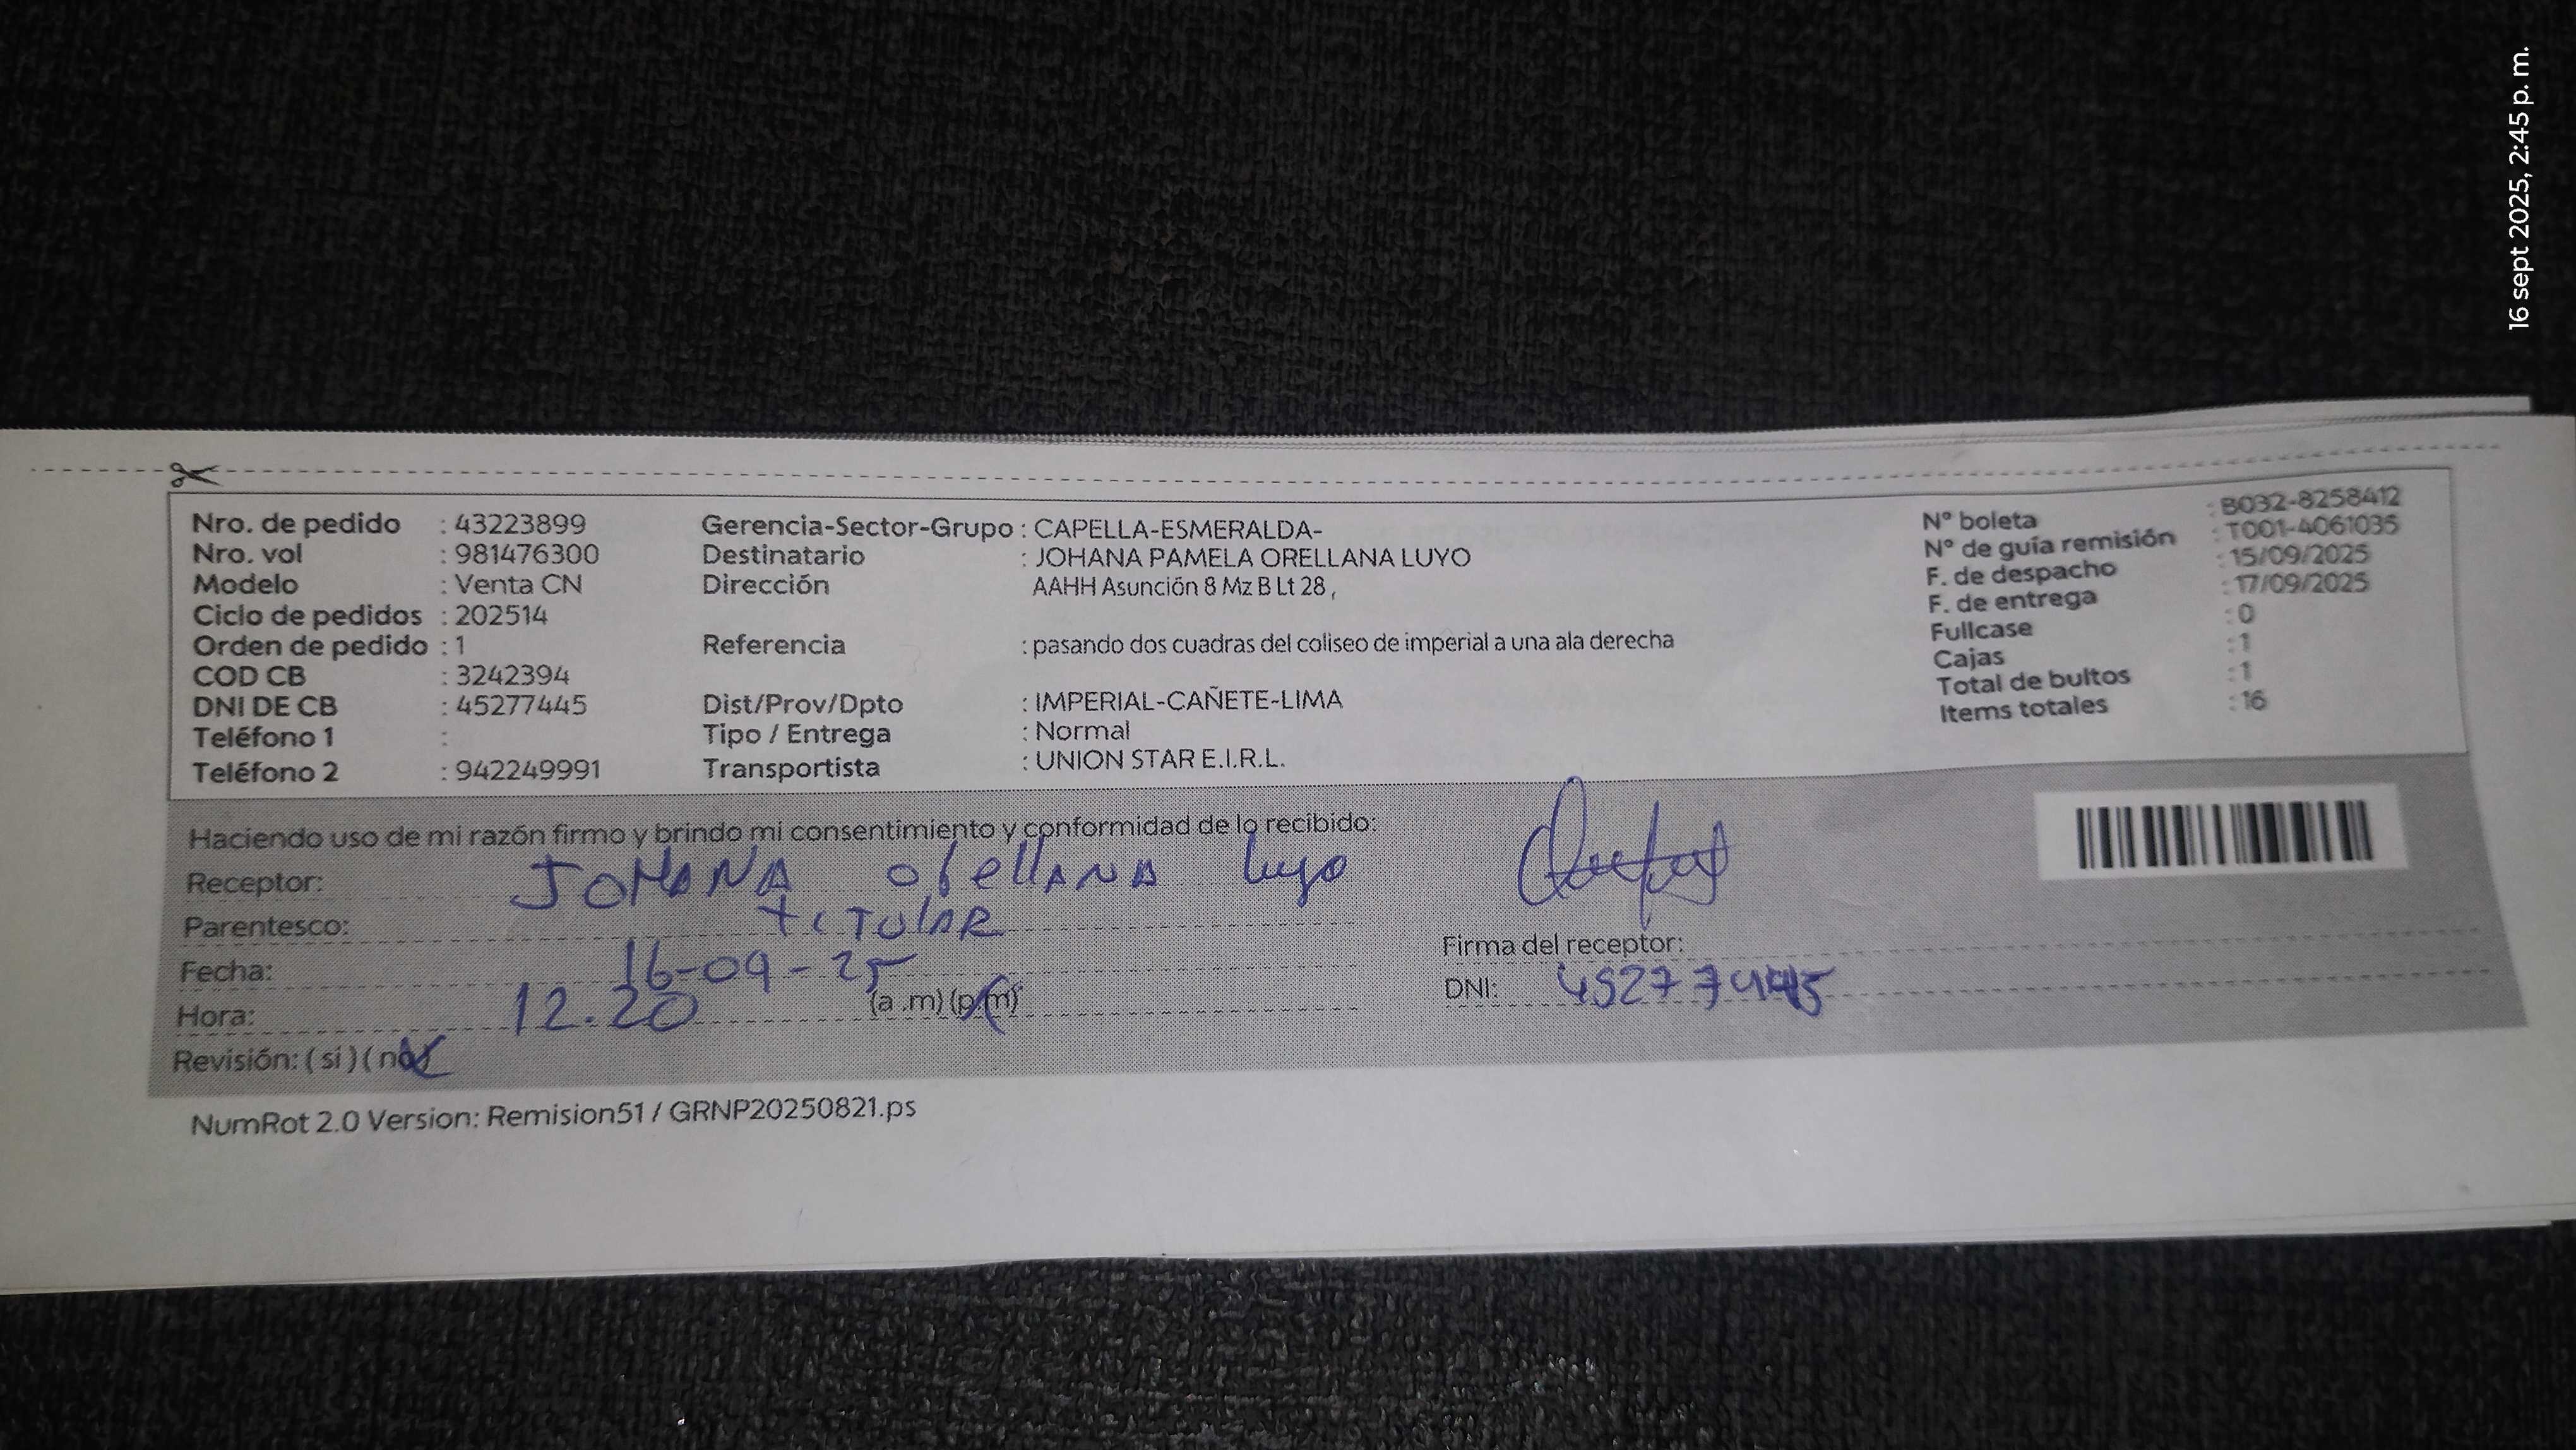 16 sept 2025, 2:45 p. m.
Nro. de pedido : 43223899
Nro. vol : 981476300
Modelo : Venta CN
Ciclo de pedidos : 202514
Orden de pedido : 1
COD CB : 3242394
DNI DE CB : 45277445
Teléfono 1 :
Teléfono 2 : 942249991
Gerencia-Sector-Grupo : CAPELLA-ESMERALDA-
Destinatario : JOHANA PAMELA ORELLANA LUYO
Dirección AAHH Asunción 8 Mz B Lt 28 ,
Referencia : pasando dos cuadras del coliseo de imperial a una ala derecha
Dist/Prov/Dpto : IMPERIAL-CAÑETE-LIMA
Tipo / Entrega : Normal
Transportista : UNION STAR E.I.R.L.
N° boleta : B032-8258412
N° de guía remisión : T001-4061035
F. de despacho : 15/09/2025
F. de entrega : 17/09/2025
Fullcase : 0
Cajas : 1
Total de bultos : 1
Items totales : 16
Haciendo uso de mi razón firmo y brindo mi consentimiento y conformidad de lo recibido:
Receptor: JOHANA orellANA luyo
Parentesco: titulAR
Fecha: 16-09-25
Hora: 12.20 (a .m) (p.m)
Revisión: ( si ) ( no )
Firma del receptor:
DNI: 45277445
NumRot 2.0 Version: Remision51 / GRNP20250821.ps